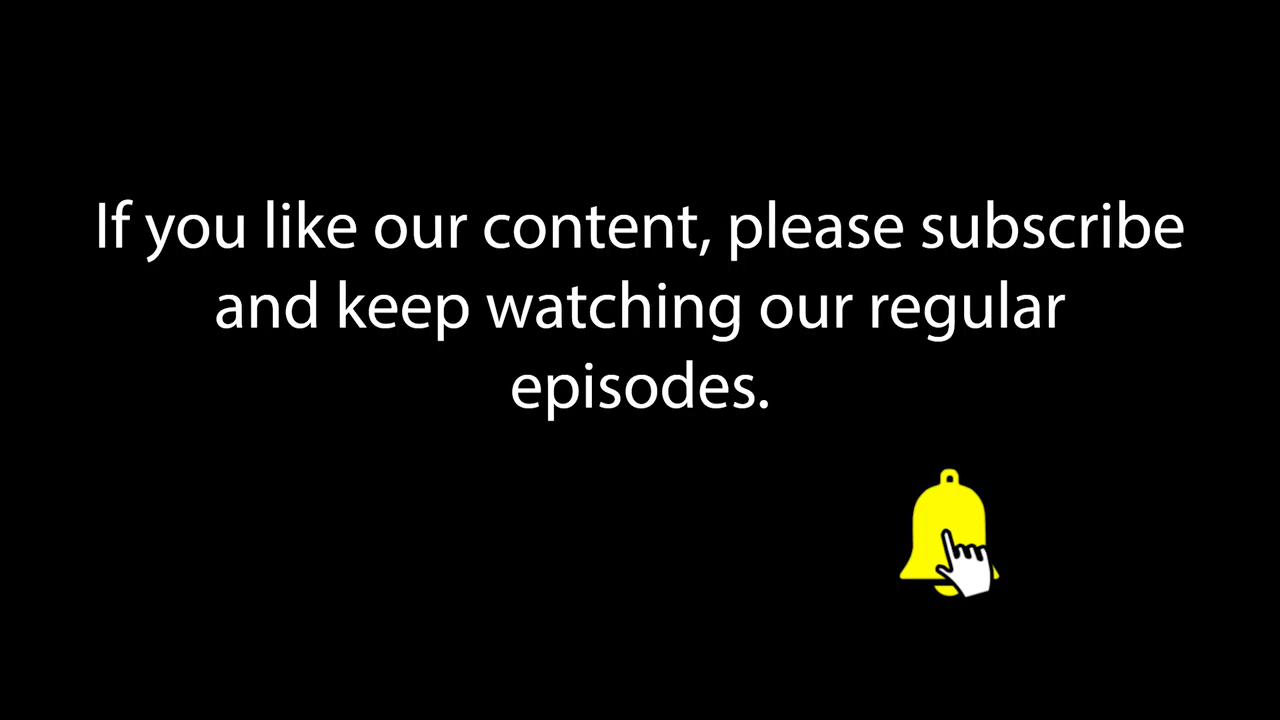 If you like our content, please subscribe
and keep watching our regular
episodes.